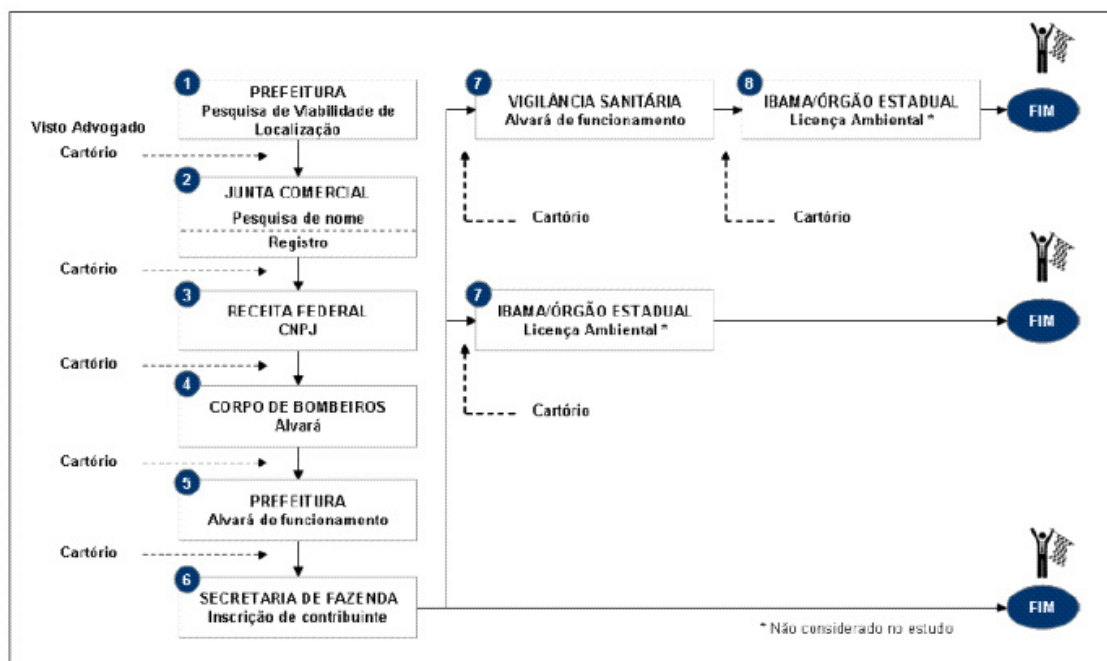 1
PREFEITURA
Pesquisa de Viabilidade de
Localização
Visto Advogado
Cartório
2
JUNTA COMERCIAL
Pesquisa de nome
Registro
Cartório
3
RECEITA FEDERAL
CNPJ
Cartório
4
CORPO DE BOMBEIROS
Alvará
Cartório
5
PREFEITURA
Alvará de funcionamento
Cartório
6
SECRETARIA DE FAZENDA
Inscrição de contribuinte
7
VIGILÂNCIA SANITÁRIA
Alvará de funcionamento
Cartório
8
IBAMA/ÓRGÃO ESTADUAL
Licença Ambiental *
Cartório
FIM
7
IBAMA/ÓRGÃO ESTADUAL
Licença Ambiental *
Cartório
FIM
FIM
* Não considerado no estudo